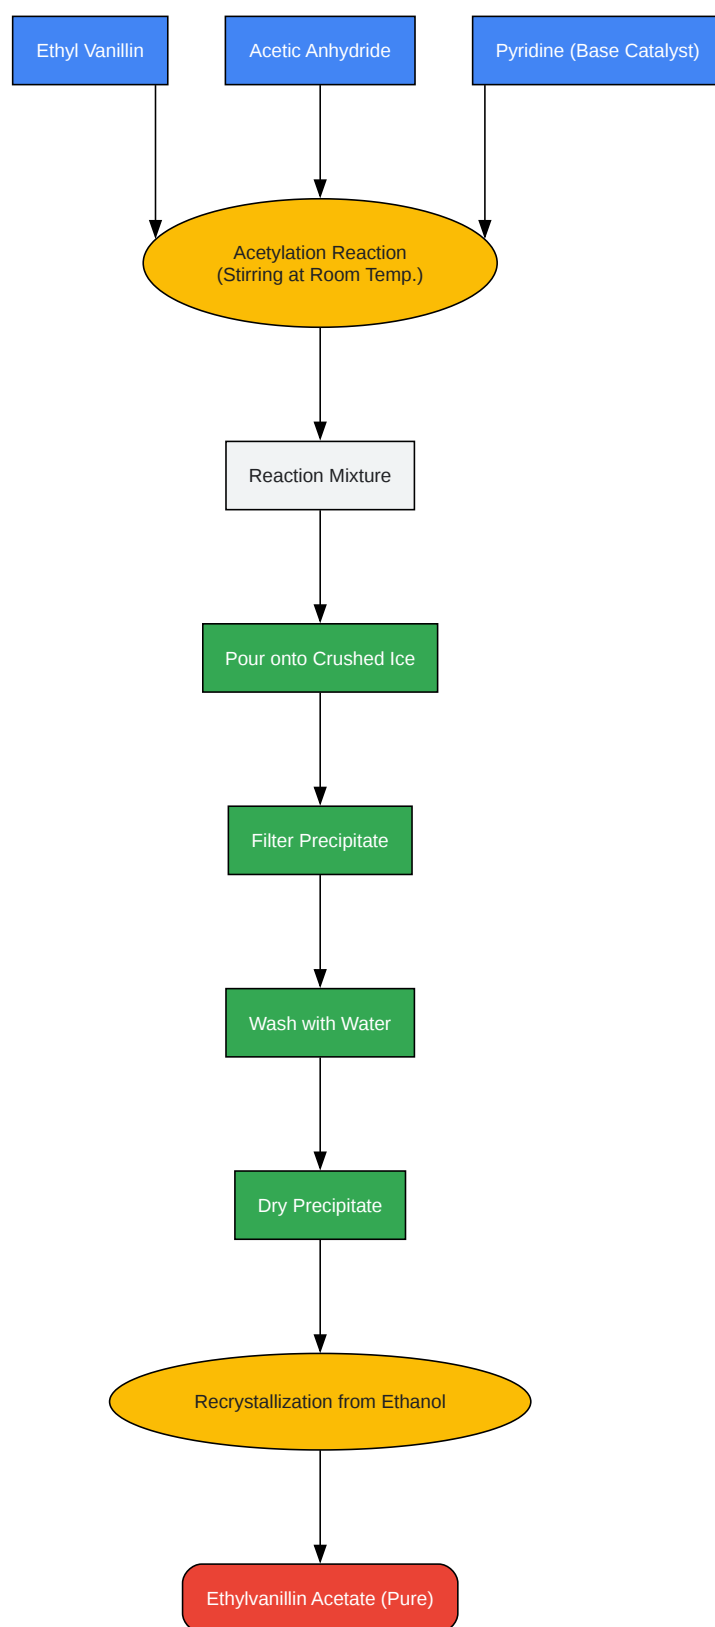 Ethyl Vanillin
Acetic Anhydride
Pyridine (Base Catalyst)
Acetylation Reaction
(Stirring at Room Temp.)
Reaction Mixture
Pour onto Crushed Ice
Filter Precipitate
Wash with Water
Dry Precipitate
Recrystallization from Ethanol
Ethylvanillin Acetate (Pure)